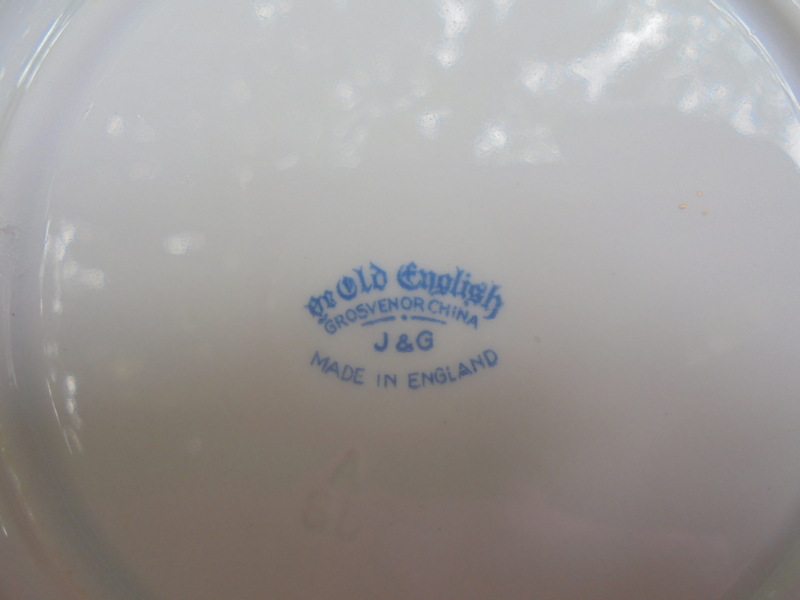 ye Old English
GROSVENOR CHINA
J & G
MADE IN ENGLAND